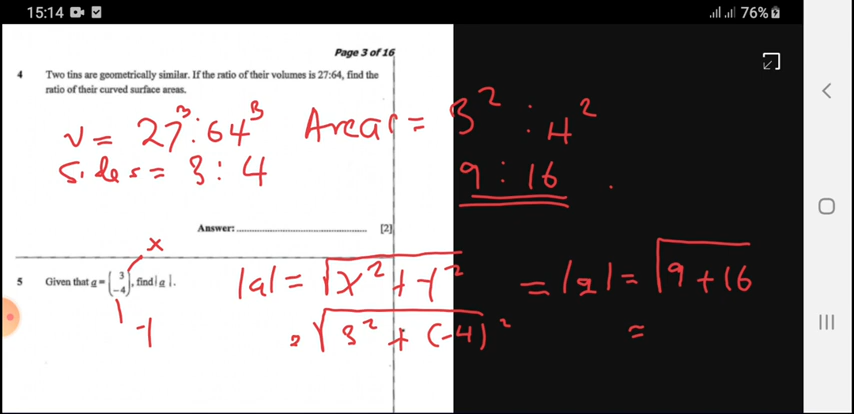 15:14 76%
Page 3 of 16
4 Two tins are geometrically similar. If the ratio of their volumes is 27:64, find the
ratio of their curved surface areas.
V = 27³:64³ Area = 3² : 4²
Sides = 3 : 4 9 : 16
Answer: [2]
x
5 Given that a = (3 -4), find |a|.
|a| = √x² + y² = |a| = √9 + 16
y = √3² + (-4)² =